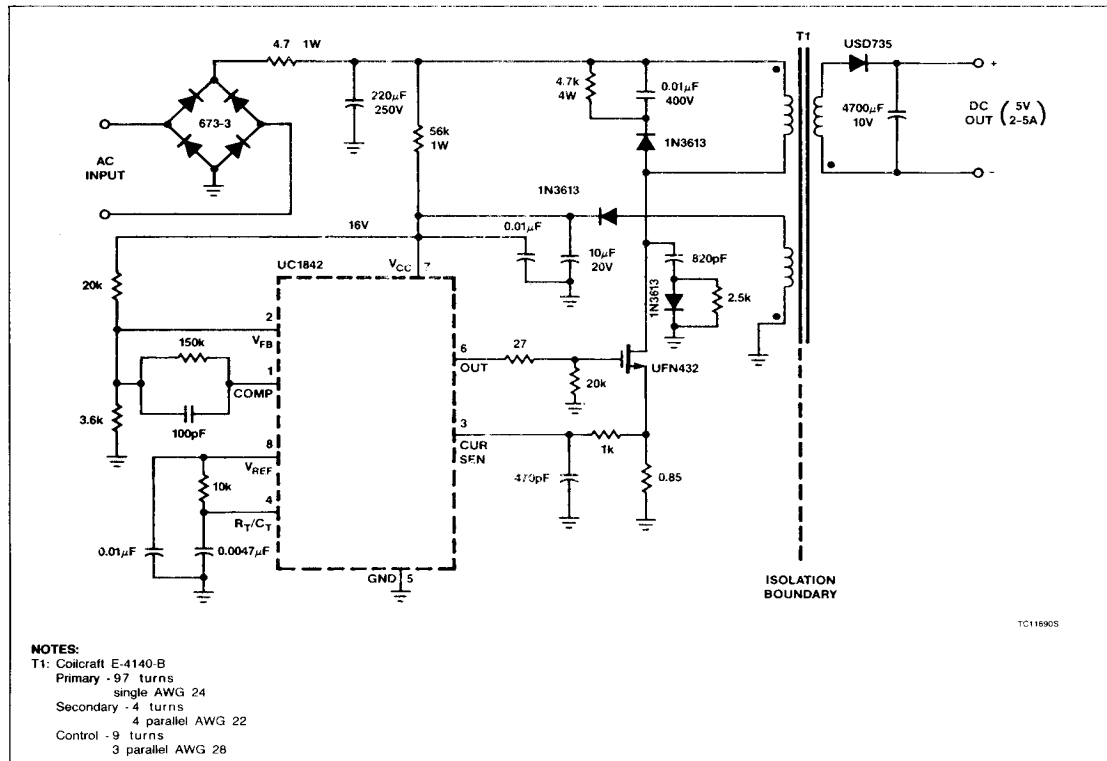 T1
USD735
4.7 1W
220µF
250V
4.7k
4W
0.01µF
400V
4700µF
10V
+
DC
OUT
(5V
2-5A)
-
673-3
AC
INPUT
56k
1W
1N3613
1N3613
16V
0.01µF
10µF
20V
820pF
1N3613
2.5k
UC1842
VCC 7
20k
2
VFB
150k
1
COMP
100pF
3.6k
6
OUT
27
20k
UFN432
3
CUR
SEN
1k
470pF
0.85
8
VREF
10k
4
RT/CT
0.01µF
0.0047µF
GND 5
ISOLATION
BOUNDARY
TC11690S
NOTES:
T1: Coilcraft E-4140-B
Primary - 97 turns
single AWG 24
Secondary - 4 turns
4 parallel AWG 22
Control - 9 turns
3 parallel AWG 28